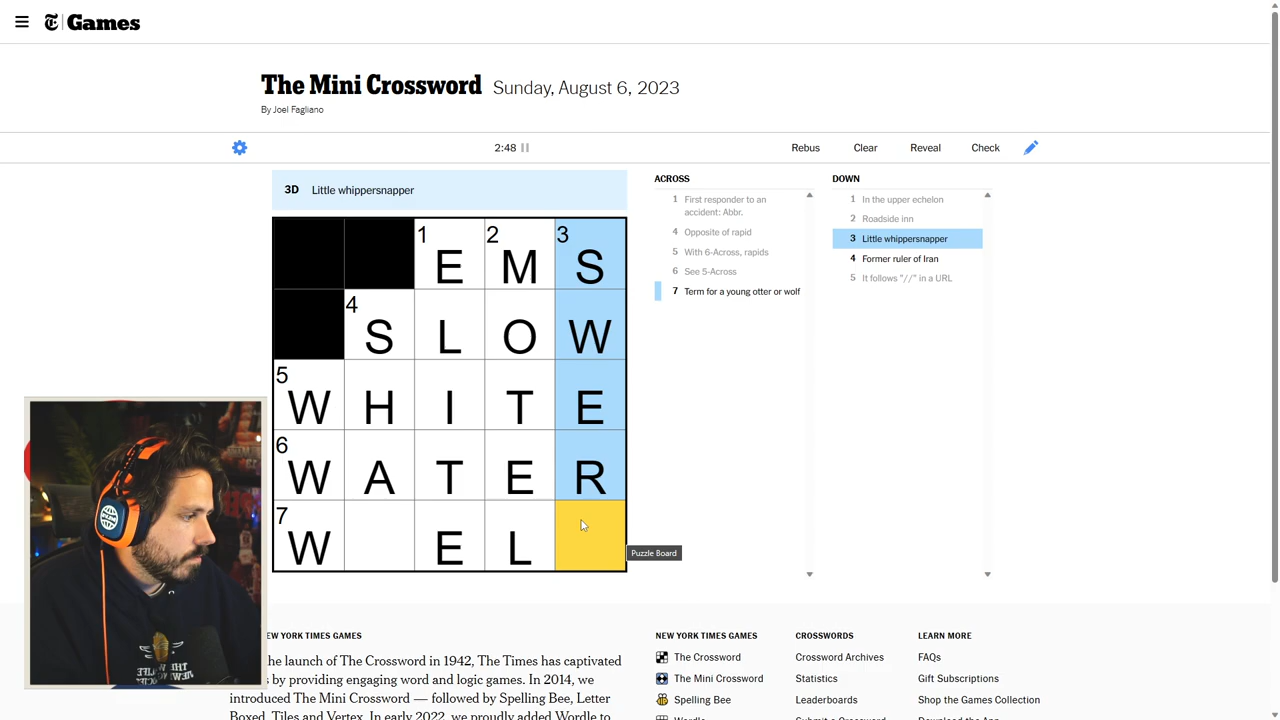 Games
The Mini Crossword Sunday, August 6, 2023
By Joel Fagliano
2:48
Rebus Clear Reveal Check
3D Little whippersnapper
1 E 2 M 3 S
4 S L O W
5 W H I T E
6 W A T E R
7 W E L
Puzzle Board
ACROSS
1 First responder to an
accident: Abbr.
4 Opposite of rapid
5 With 6-Across, rapids
6 See 5-Across
7 Term for a young otter or wolf
DOWN
1 In the upper echelon
2 Roadside inn
3 Little whippersnapper
4 Former ruler of Iran
5 It follows "//" in a URL
EW YORK TIMES GAMES
he launch of The Crossword in 1942, The Times has captivated
s by providing engaging word and logic games. In 2014, we
introduced The Mini Crossword — followed by Spelling Bee, Letter
Boxed, Tiles and Vertex. In early 2022, we proudly added Wordle to
NEW YORK TIMES GAMES
The Crossword
The Mini Crossword
Spelling Bee
Wordle
CROSSWORDS
Crossword Archives
Statistics
Leaderboards
Submit a Crossword
LEARN MORE
FAQs
Gift Subscriptions
Shop the Games Collection
Download the App